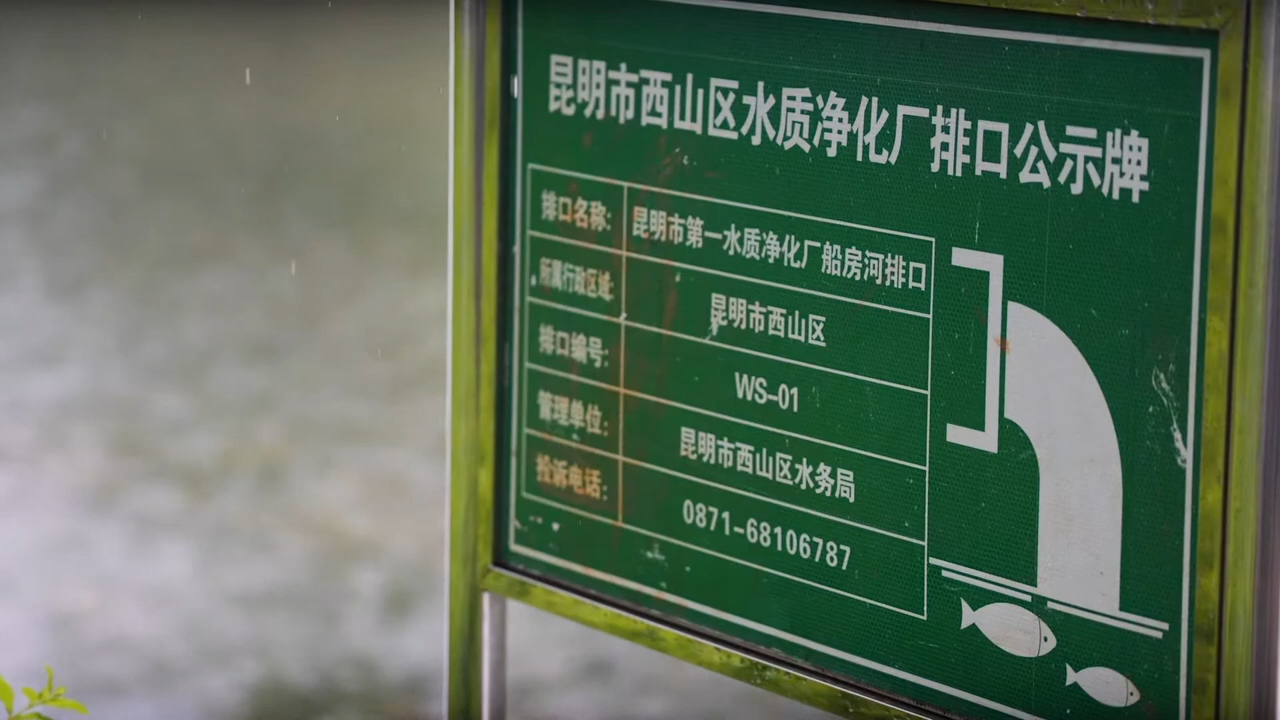 昆明市西山区水质净化厂排口公示牌
排口名称: 昆明市第一水质净化厂船房河排口
所属行政区域: 昆明市西山区
排口编号: WS-01
管理单位: 昆明市西山区水务局
投诉电话: 0871-68106787